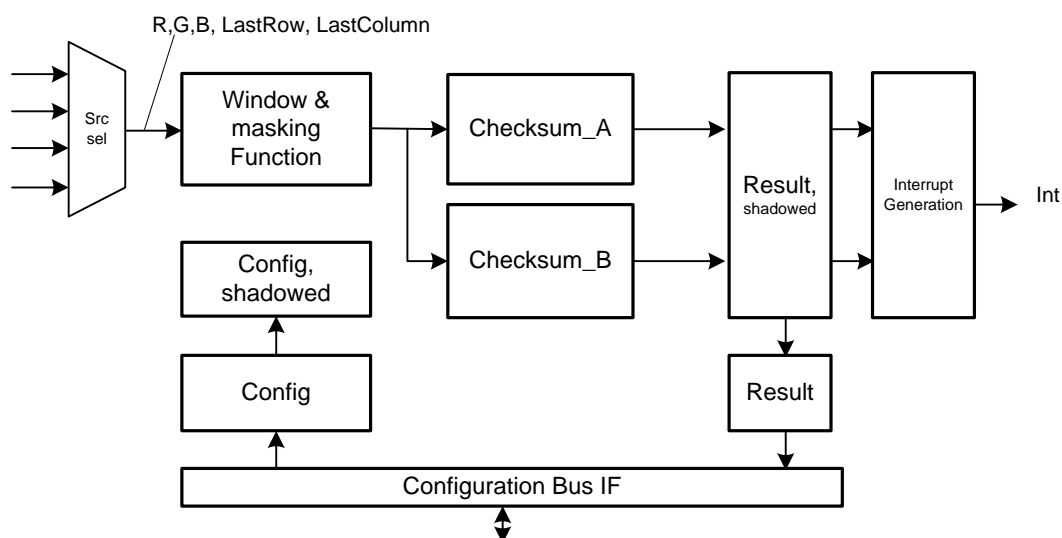 R,G,B, LastRow, LastColumn
Src
sel
Window &
masking
Function
Checksum_A
Result,
shadowed
Interrupt
Generation
Int
Checksum_B
Config,
shadowed
Config
Result
Configuration Bus IF